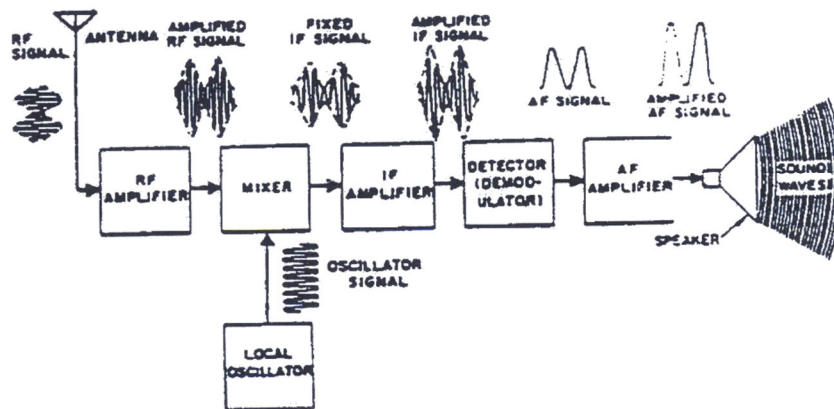 RF
SIGNAL
ANTENNA
AMPLIFIED
RF SIGNAL
FIXED
IF SIGNAL
AMPLIFIED
IF SIGNAL
AF SIGNAL
AMPLIFIED
AF SIGNAL
RF
AMPLIFIER
MIXER
IF
AMPLIFIER
DETECTOR
(DEMOD-
ULATOR)
AF
AMPLIFIER
SOUND
WAVES
SPEAKER
OSCILLATOR
SIGNAL
LOCAL
OSCILLATOR